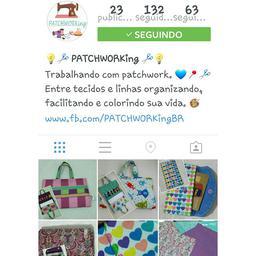 PATCHWORKing
23 132 63
public... seguid... seguid...
✓ SEGUINDO
💡🪡 PATCHWORKing 🪡💡
Trabalhando com patchwork. 💙📍
Entre tecidos e linhas organizando,
facilitando e colorindo sua vida. 🍪
www.fb.com/PATCHWORKingBR